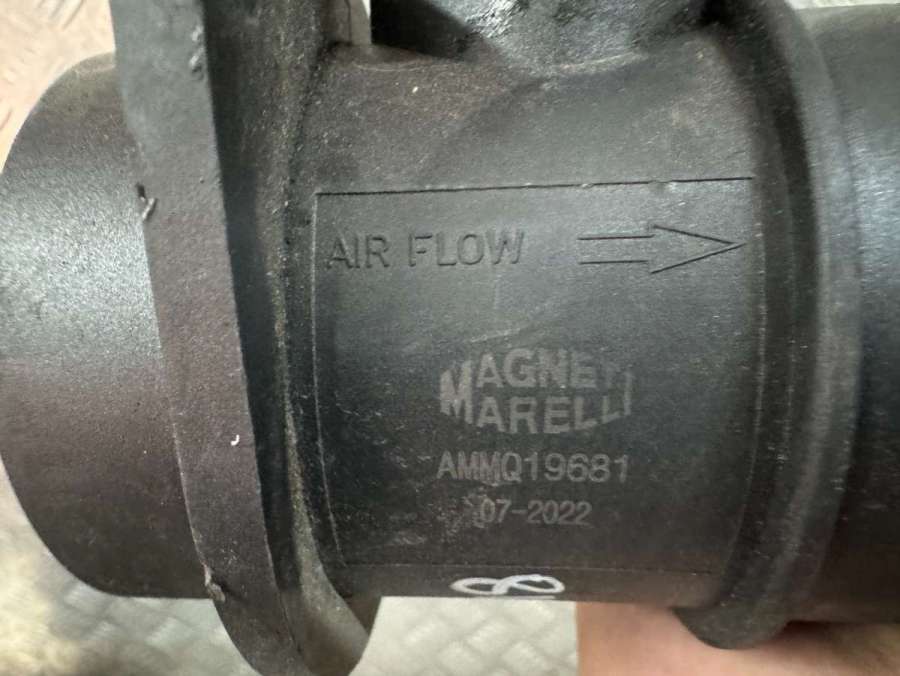 AIR FLOW
MAGNETI
MARELLI
AMMQ19681
07-2022